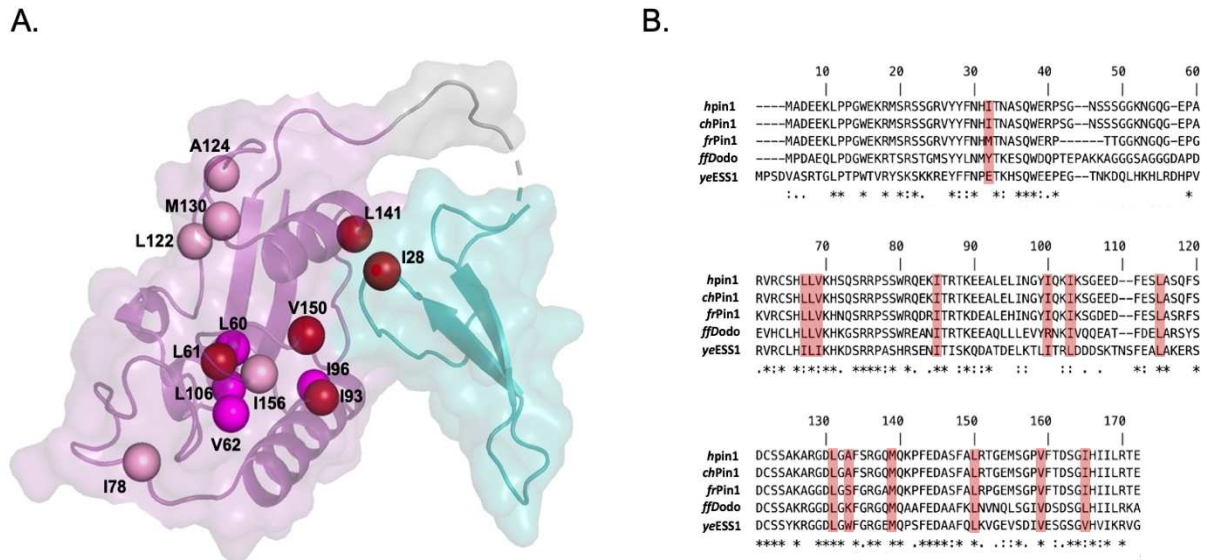 A.
A124
M130
L122
L141
I28
V150
L60
L61
I96
L106
I156
I93
V62
I78
B.
10 20 30 40 50 60
hpin1 ----MADEEKLPPGWEKRMSRSSGRVYYFNHITNASQWERPSG--NSSSGGKNGQG-EPA
chPin1 ----MADEEKLPPGWEKRMSRSSGRVYYFNHITNASQWERPSG--NSSSGGKNGQG-EPA
frPin1 ----MADEEKLPPGWEKRMSRSSGRVYYFNHMTNASQWERP------TTGGKNGQG-EPG
ffDodo ----MPDAEQLPDGWEKRTSRSTGMSYYLNMYTKESQWDQPTEPAKKAGGGSAGGGDAPD
yeESS1 MPSDVASRTGLPTPWTVRYSKSKKREYFFNPETKHSQWEEPEG--TNKDQLHKHLRDHPV
:.. ** * * ** * *::* *: ***:.* *
70 80 90 100 110 120
hpin1 RVRCSHLLVKHSQSRRPSSWRQEKITRTKEEALELINGYIQKIKSGEED--FESLASQFS
chPin1 RVRCSHLLVKHSQSRRPSSWRQEKITRTKEEALELINGYIQKIKSGEED--FESLASQFS
frPin1 KVRCSHLLVKHNQSRRPSSWRQDRITRTKDEALEHINGYIQKIKSGEED--FESLASQFS
ffDodo EVHCLHLLVKHKGSRRPSSWREANITRTKEEAQLLLEVYRNKIVQQEAT--FDELARSYS
yeESS1 RVRCLHILIKHKDSRRPASHRSENITISKQDATDELKTLITRLDDDSKTNSFEALAKERS
.*:* *:*:**. ****:* *. .** :*::* :: :: . . *: ** . *
130 140 150 160 170
hpin1 DCSSAKARGDLGAFSRGQMQKPFEDASFALRTGEMSGPVFTDSGIHIILRTE
chPin1 DCSSAKARGDLGAFSRGQMQKPFEDASFALRTGEMSGPVFTDSGIHIILRTE
frPin1 DCSSAKAGGDLGSFGRGAMQKPFEDASFALRPGEMSGPVFTDSGIHIILRTE
ffDodo DCSSAKRGGDLGKFGRGQMQAAFEDAAFKLNVNQLSGIVDSDSGLHIILRKA
yeESS1 DCSSYKRGGDLGWFGRGEMQPSFEDAAFQLKVGEVSDIVESGSGVHVIKRVG
**** * **** *.** ** .****:* *. .::*. * :.**:*:* *